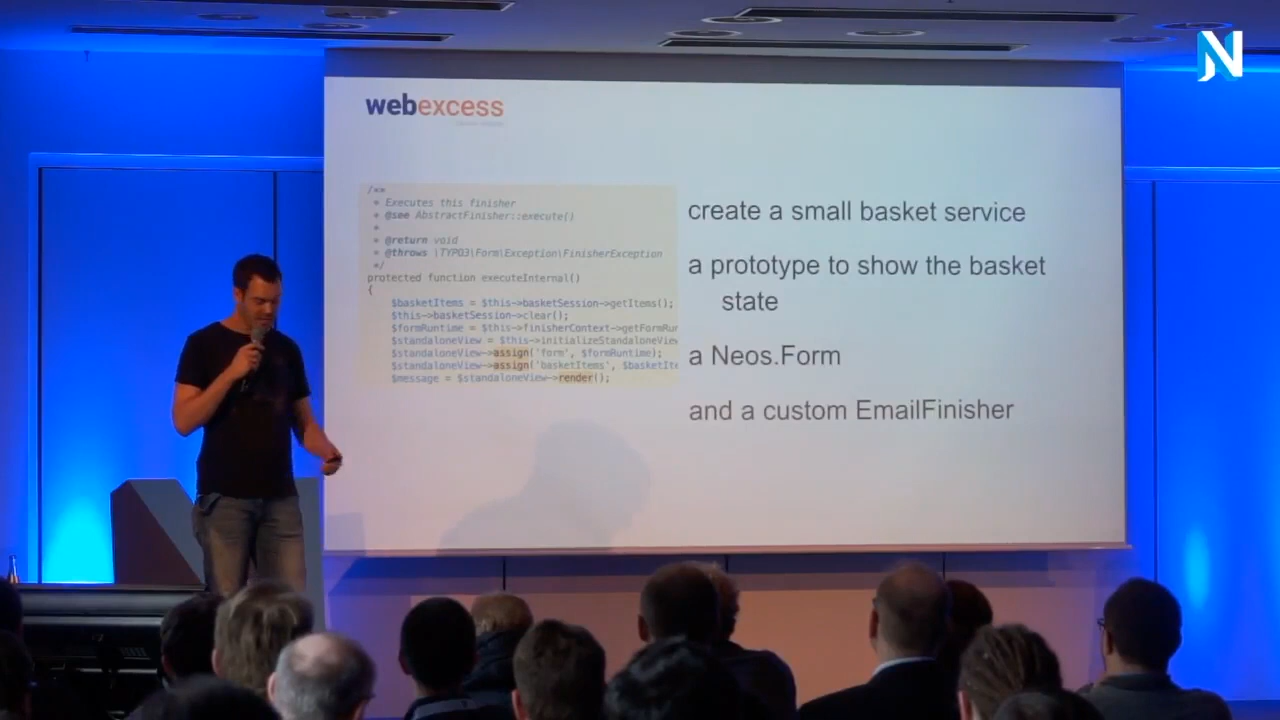 N
webexcess
/**
* Executes this finisher
* @see AbstractFinisher::execute()
*
* @return void
* @throws \TYPO3\Form\Exception\FinisherException
*/
protected function executeInternal()
{
$basketItems = $this->basketSession->getItems();
$this->basketSession->clear();
$formRuntime = $this->finisherContext->getFormRun
$standaloneView = $this->initializeStandaloneView
$standaloneView->assign('form', $formRuntime);
$standaloneView->assign('basketItems', $basketIte
$message = $standaloneView->render();
create a small basket service
a prototype to show the basket
state
a Neos.Form
and a custom EmailFinisher